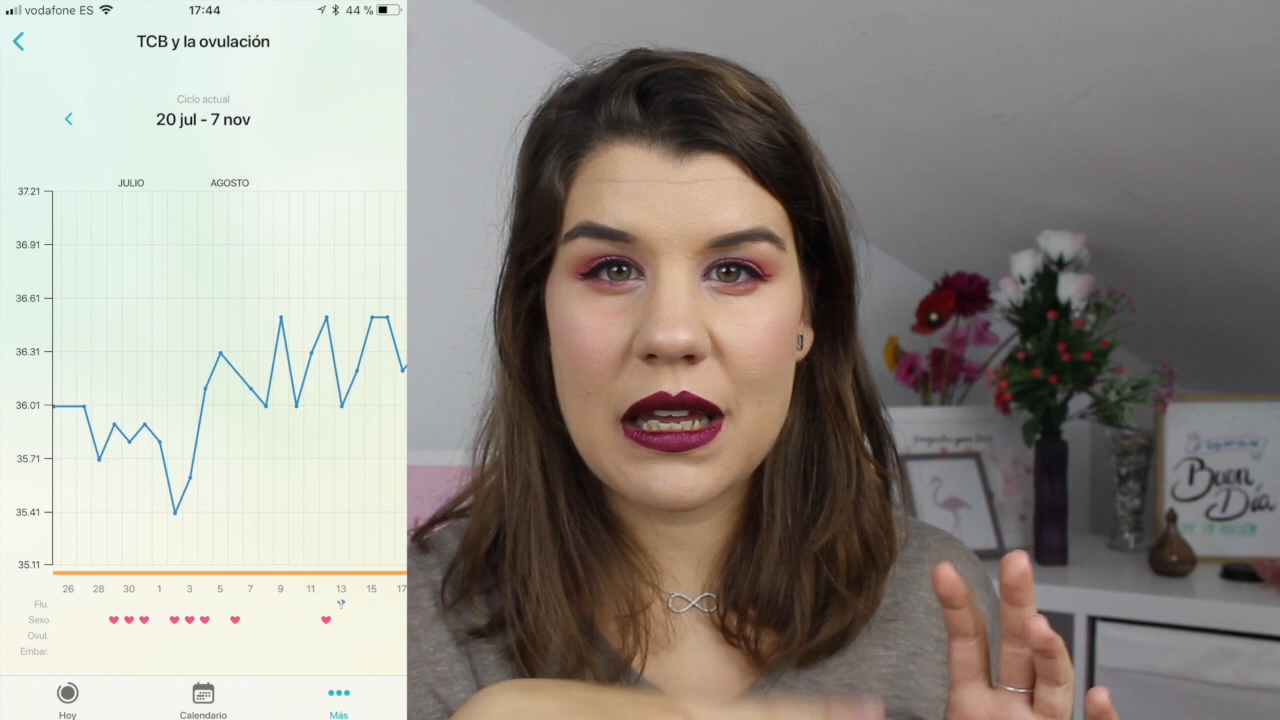 vodafone ES 17:44 44 %
TCB y la ovulación
Ciclo actual
20 jul - 7 nov
JULIO AGOSTO
37.21
36.91
36.61
36.31
36.01
35.71
35.41
35.11
26 28 30 1 3 5 7 9 11 13 15 17
Flu.
Sexo
Ovul.
Embar.
Hoy Calendario Más
Buen
Día